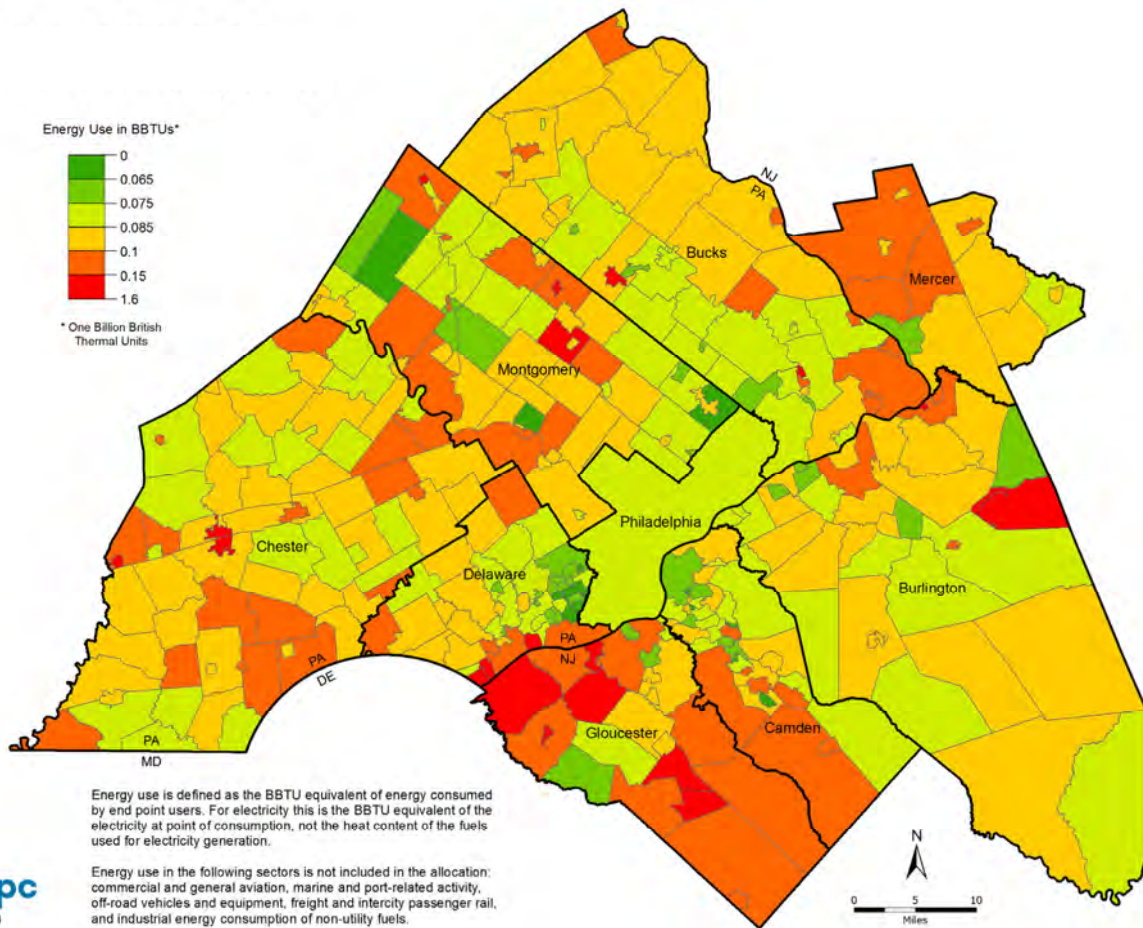 Energy Use in BBTUs*
0
0.065
0.075
0.085
0.1
0.15
1.6
* One Billion British
Thermal Units
NJ
PA
Bucks
Mercer
Montgomery
Philadelphia
Chester
Delaware
Burlington
PA
NJ
PA
DE
Gloucester
Camden
PA
MD
Energy use is defined as the BBTU equivalent of energy consumed
by end point users. For electricity this is the BBTU equivalent of the
electricity at point of consumption, not the heat content of the fuels
used for electricity generation.
Energy use in the following sectors is not included in the allocation:
commercial and general aviation, marine and port-related activity,
off-road vehicles and equipment, freight and intercity passenger rail,
and industrial energy consumption of non-utility fuels.
pc
N
0 5 10
Miles